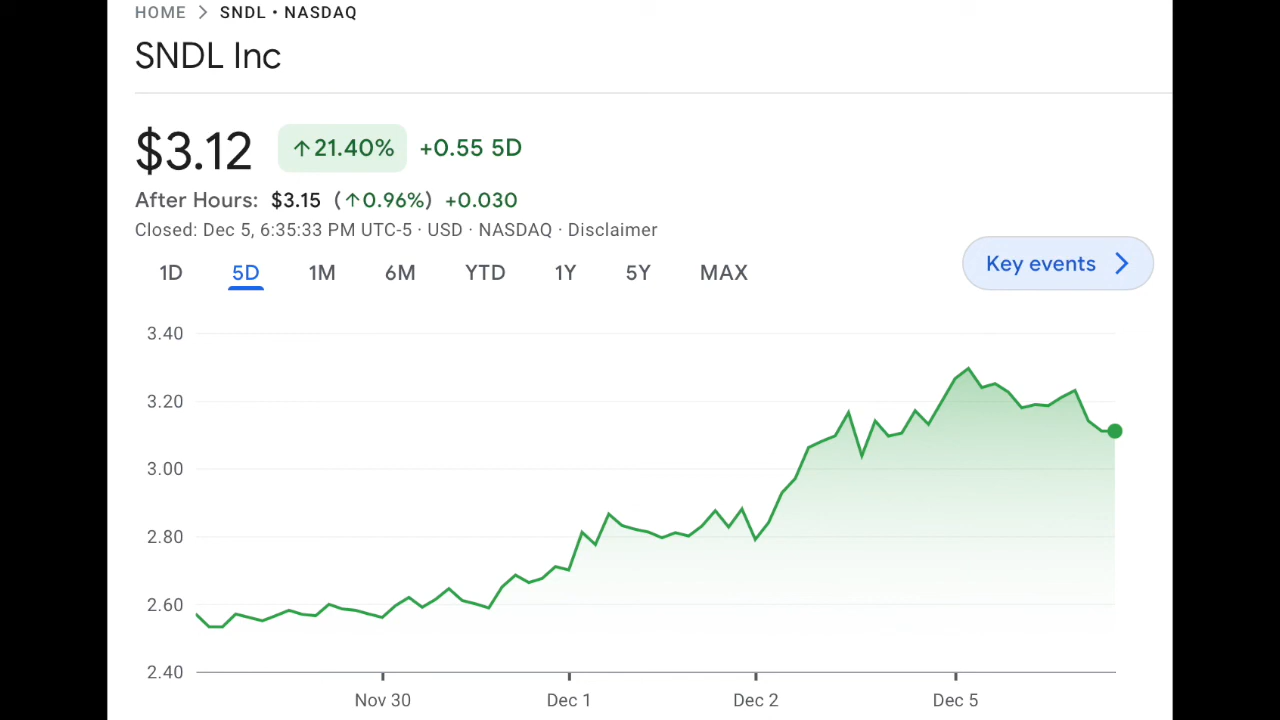 HOME > SNDL • NASDAQ
SNDL Inc
$3.12 ↑21.40% +0.55 5D
After Hours: $3.15 (↑0.96%) +0.030
Closed: Dec 5, 6:35:33 PM UTC-5 · USD · NASDAQ · Disclaimer
Key events >
1D 5D 1M 6M YTD 1Y 5Y MAX
3.40
3.20
3.00
2.80
2.60
2.40
Nov 30 Dec 1 Dec 2 Dec 5